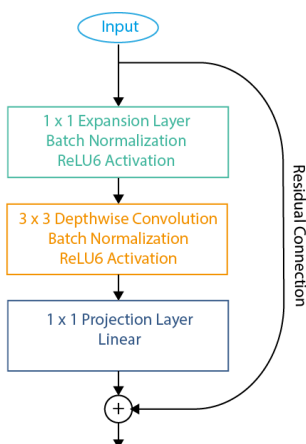 Input
1 x 1 Expansion Layer
Batch Normalization
ReLU6 Activation
3 x 3 Depthwise Convolution
Batch Normalization
ReLU6 Activation
1 x 1 Projection Layer
Linear
+
Residual Connection